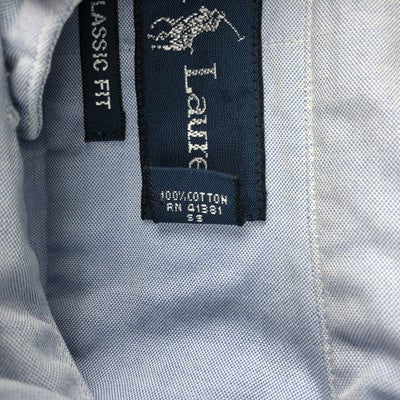 LASSIC FIT
Laure
100% COTTON
RN 41381
SS